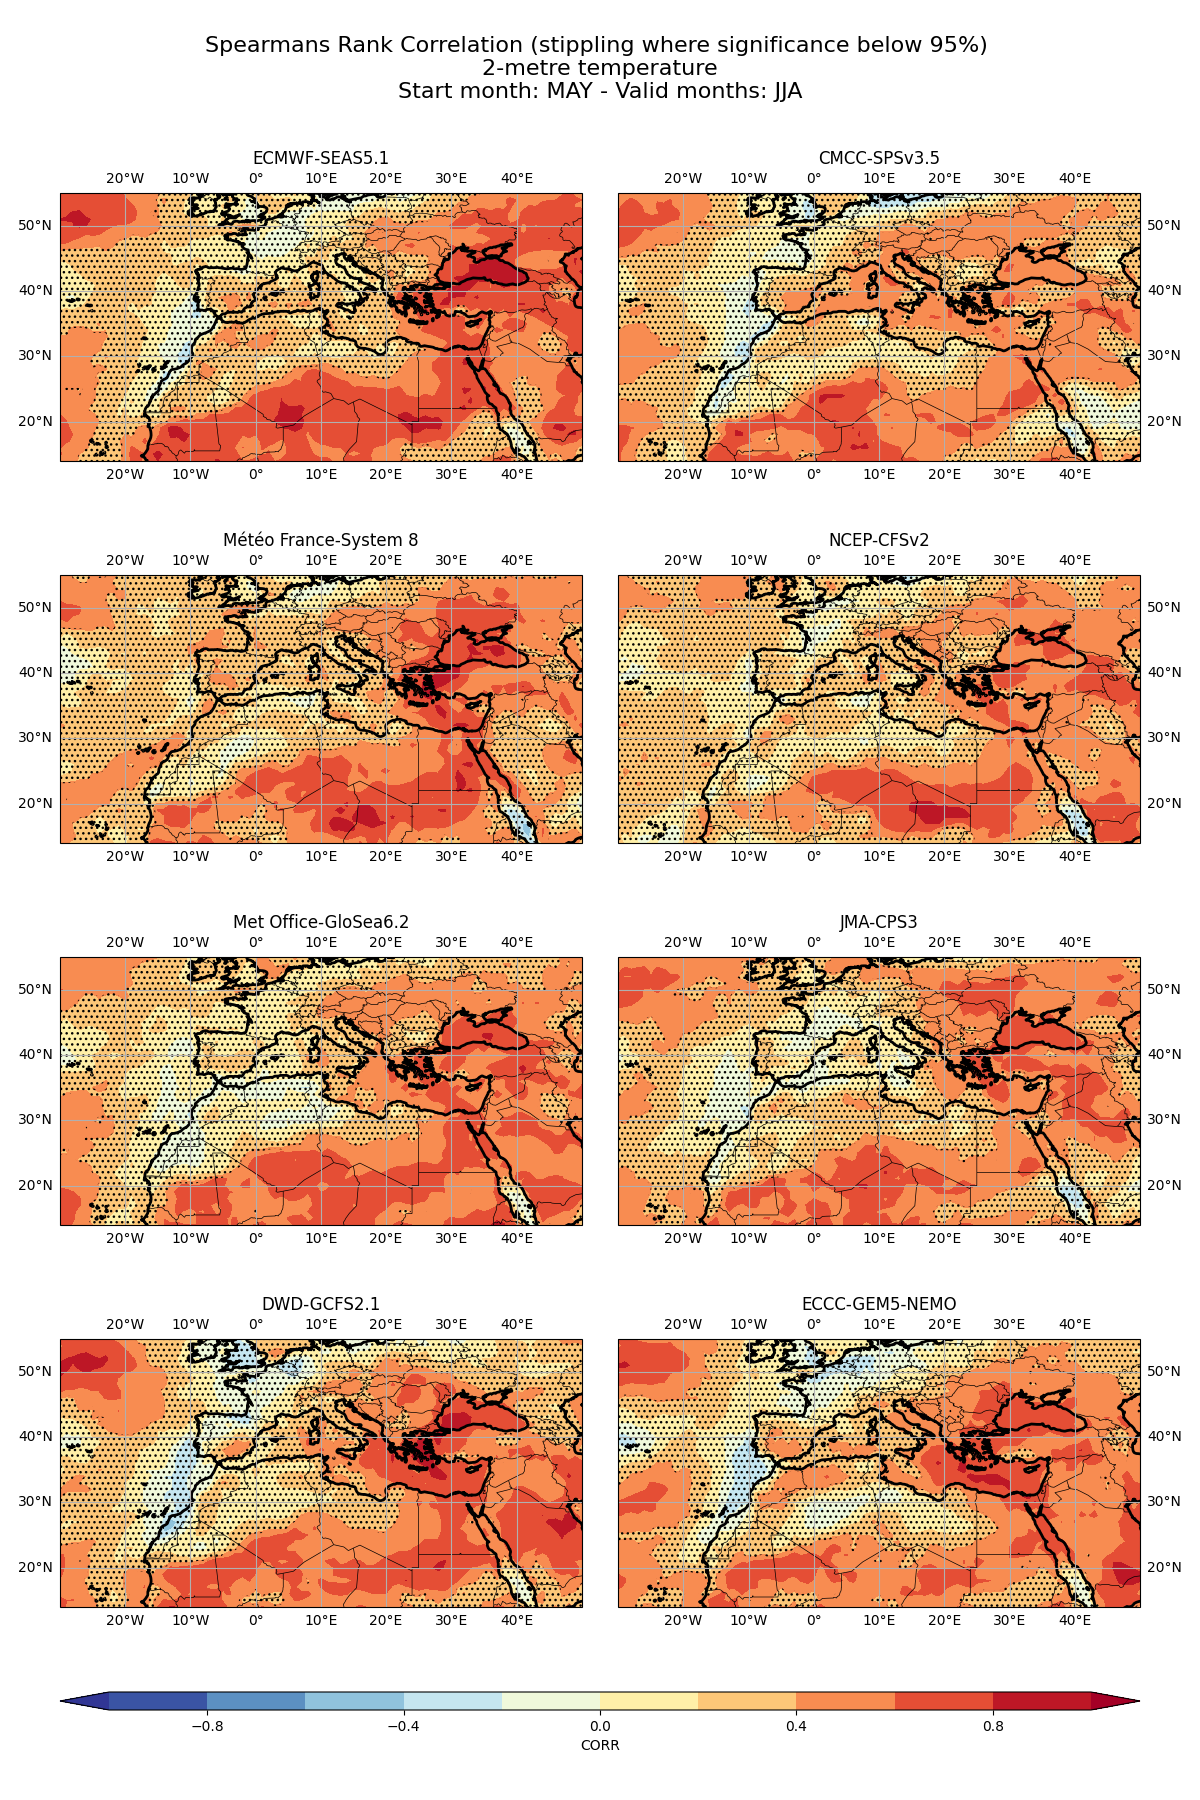 Spearmans Rank Correlation (stippling where significance below 95%)
2-metre temperature
Start month: MAY - Valid months: JJA
ECMWF-SEAS5.1
20°W 10°W 0° 10°E 20°E 30°E 40°E
50°N
40°N
30°N
20°N
20°W 10°W 0° 10°E 20°E 30°E 40°E
CMCC-SPSv3.5
20°W 10°W 0° 10°E 20°E 30°E 40°E
50°N
40°N
30°N
20°N
20°W 10°W 0° 10°E 20°E 30°E 40°E
Météo France-System 8
20°W 10°W 0° 10°E 20°E 30°E 40°E
50°N
40°N
30°N
20°N
20°W 10°W 0° 10°E 20°E 30°E 40°E
NCEP-CFSv2
20°W 10°W 0° 10°E 20°E 30°E 40°E
50°N
40°N
30°N
20°N
20°W 10°W 0° 10°E 20°E 30°E 40°E
Met Office-GloSea6.2
20°W 10°W 0° 10°E 20°E 30°E 40°E
50°N
40°N
30°N
20°N
20°W 10°W 0° 10°E 20°E 30°E 40°E
JMA-CPS3
20°W 10°W 0° 10°E 20°E 30°E 40°E
50°N
40°N
30°N
20°N
20°W 10°W 0° 10°E 20°E 30°E 40°E
DWD-GCFS2.1
20°W 10°W 0° 10°E 20°E 30°E 40°E
50°N
40°N
30°N
20°N
20°W 10°W 0° 10°E 20°E 30°E 40°E
ECCC-GEM5-NEMO
20°W 10°W 0° 10°E 20°E 30°E 40°E
50°N
40°N
30°N
20°N
20°W 10°W 0° 10°E 20°E 30°E 40°E
−0.8 −0.4 0.0 0.4 0.8
CORR